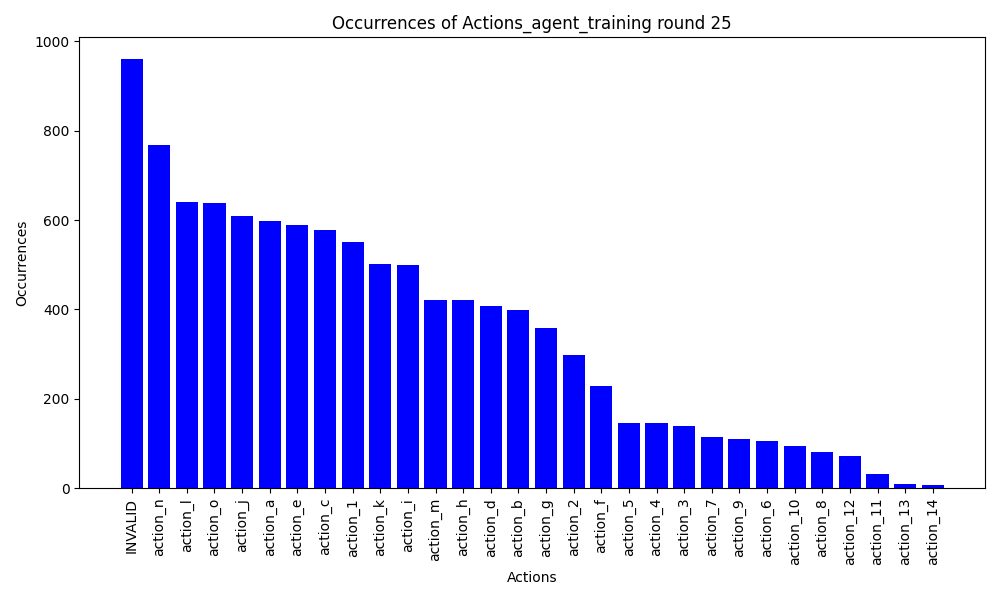 Occurrences of Actions_agent_training round 25
1000
800
600
400
200
0
Occurrences
INVALID
action_n
action_l
action_o
action_j
action_a
action_e
action_c
action_1
action_k
action_i
action_m
action_h
action_d
action_b
action_g
action_2
action_f
action_5
action_4
action_3
action_7
action_9
action_6
action_10
action_8
action_12
action_11
action_13
action_14
Actions